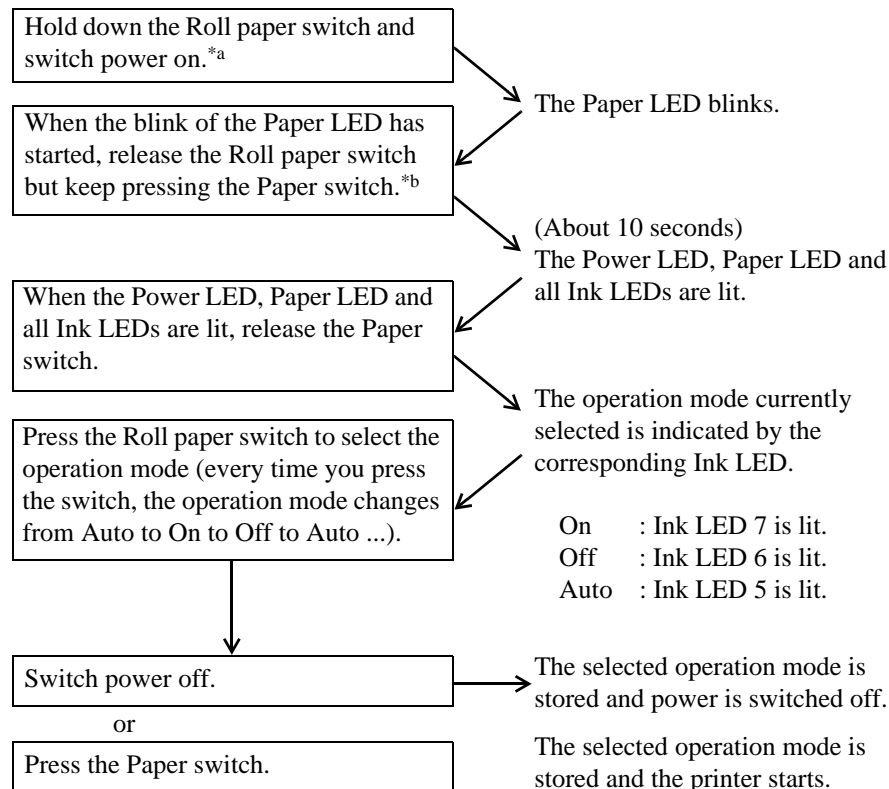 Hold down the Roll paper switch and
switch power on.*a
The Paper LED blinks.
When the blink of the Paper LED has
started, release the Roll paper switch
but keep pressing the Paper switch.*b
(About 10 seconds)
The Power LED, Paper LED and
all Ink LEDs are lit.
When the Power LED, Paper LED and
all Ink LEDs are lit, release the Paper
switch.
The operation mode currently
selected is indicated by the
corresponding Ink LED.
Press the Roll paper switch to select the
operation mode (every time you press
the switch, the operation mode changes
from Auto to On to Off to Auto ...).
On : Ink LED 7 is lit.
Off : Ink LED 6 is lit.
Auto : Ink LED 5 is lit.
Switch power off.
The selected operation mode is
stored and power is switched off.
or
Press the Paper switch.
The selected operation mode is
stored and the printer starts.